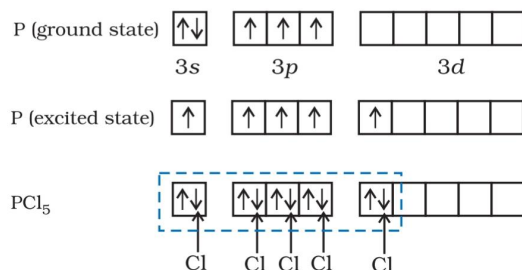 P (ground state)
3s 3p 3d
P (excited state)
PCl₅
Cl Cl Cl Cl Cl